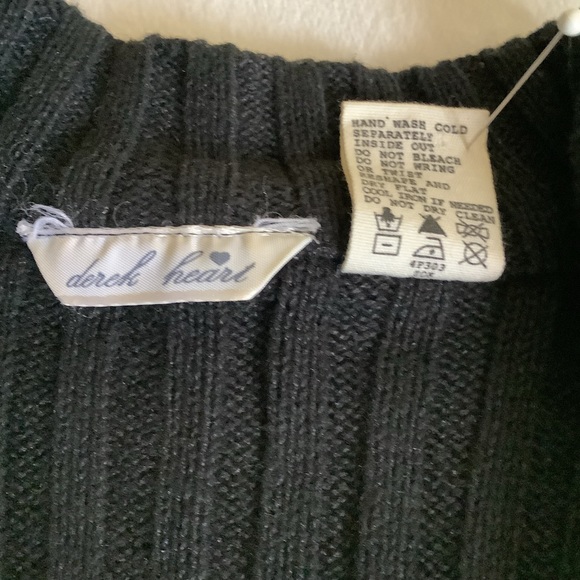 derek heart
HAND WASH COLD
SEPARATELY
INSIDE OUT
DO NOT BLEACH
DO NOT WRING
OR TWIST
RESHAPE AND
DRY FLAT
COOL IRON IF NEEDED
DO NOT DRY CLEAN
4P303